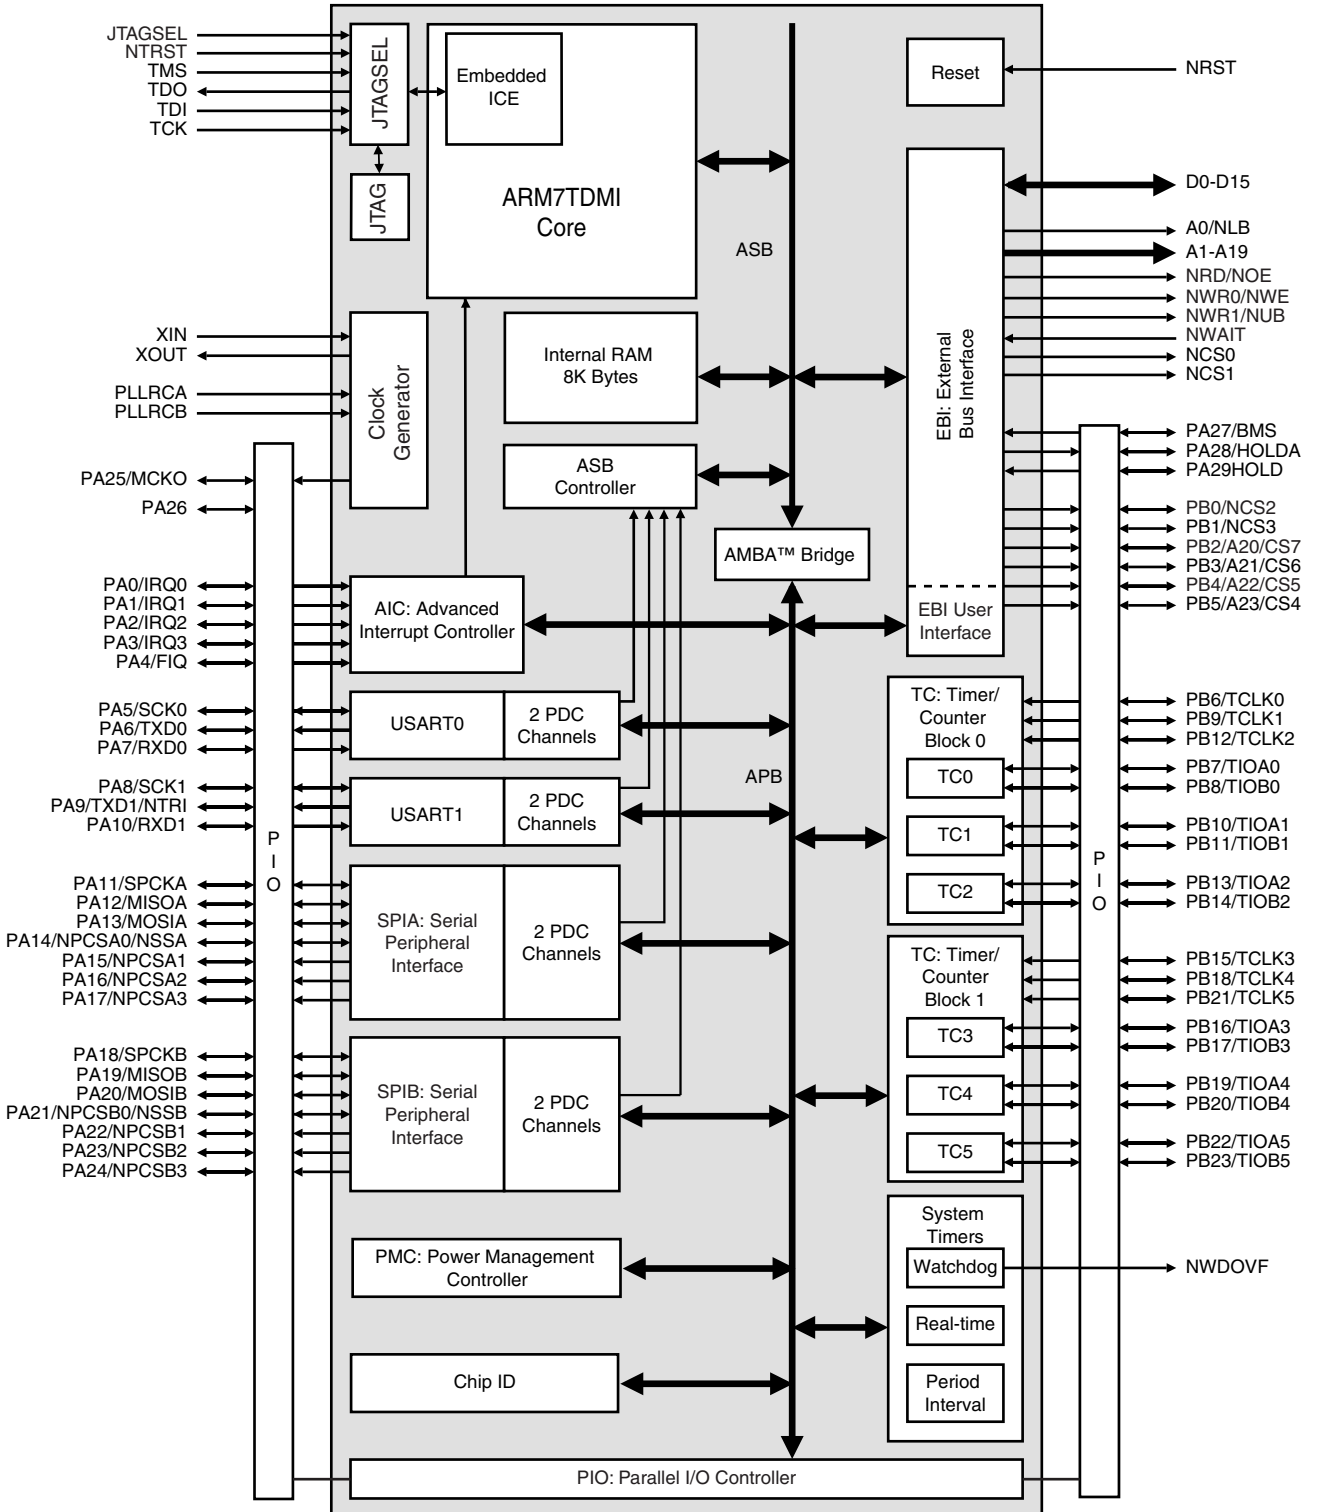 JTAGSEL
NTRST
TMS
TDO
TDI
TCK
JTAGSEL
JTAG
Embedded
ICE
ARM7TDMI
Core
Reset
NRST
ASB
D0-D15
A0/NLB
A1-A19
NRD/NOE
NWR0/NWE
NWR1/NUB
NWAIT
NCS0
NCS1
EBI: External
Bus Interface
XIN
XOUT
PLLRCA
PLLRCB
Clock
Generator
Internal RAM
8K Bytes
ASB
Controller
PA25/MCKO
PA26
PA27/BMS
PA28/HOLDA
PA29HOLD
PB0/NCS2
PB1/NCS3
PB2/A20/CS7
PB3/A21/CS6
PB4/A22/CS5
PB5/A23/CS4
AMBA™ Bridge
EBI User
Interface
PA0/IRQ0
PA1/IRQ1
PA2/IRQ2
PA3/IRQ3
PA4/FIQ
AIC: Advanced
Interrupt Controller
PA5/SCK0
PA6/TXD0
PA7/RXD0
USART0
2 PDC
Channels
PA8/SCK1
PA9/TXD1/NTRI
PA10/RXD1
USART1
2 PDC
Channels
APB
TC: Timer/
Counter
Block 0
TC0
TC1
TC2
PB6/TCLK0
PB9/TCLK1
PB12/TCLK2
PB7/TIOA0
PB8/TIOB0
PB10/TIOA1
PB11/TIOB1
PB13/TIOA2
PB14/TIOB2
P
I
O
P
I
O
PA11/SPCKA
PA12/MISOA
PA13/MOSIA
PA14/NPCSA0/NSSA
PA15/NPCSA1
PA16/NPCSA2
PA17/NPCSA3
SPIA: Serial
Peripheral
Interface
2 PDC
Channels
TC: Timer/
Counter
Block 1
TC3
TC4
TC5
PB15/TCLK3
PB18/TCLK4
PB21/TCLK5
PB16/TIOA3
PB17/TIOB3
PB19/TIOA4
PB20/TIOB4
PB22/TIOA5
PB23/TIOB5
PA18/SPCKB
PA19/MISOB
PA20/MOSIB
PA21/NPCSB0/NSSB
PA22/NPCSB1
PA23/NPCSB2
PA24/NPCSB3
SPIB: Serial
Peripheral
Interface
2 PDC
Channels
System
Timers
Watchdog
Real-time
Period
Interval
NWDOVF
PMC: Power Management
Controller
Chip ID
PIO: Parallel I/O Controller